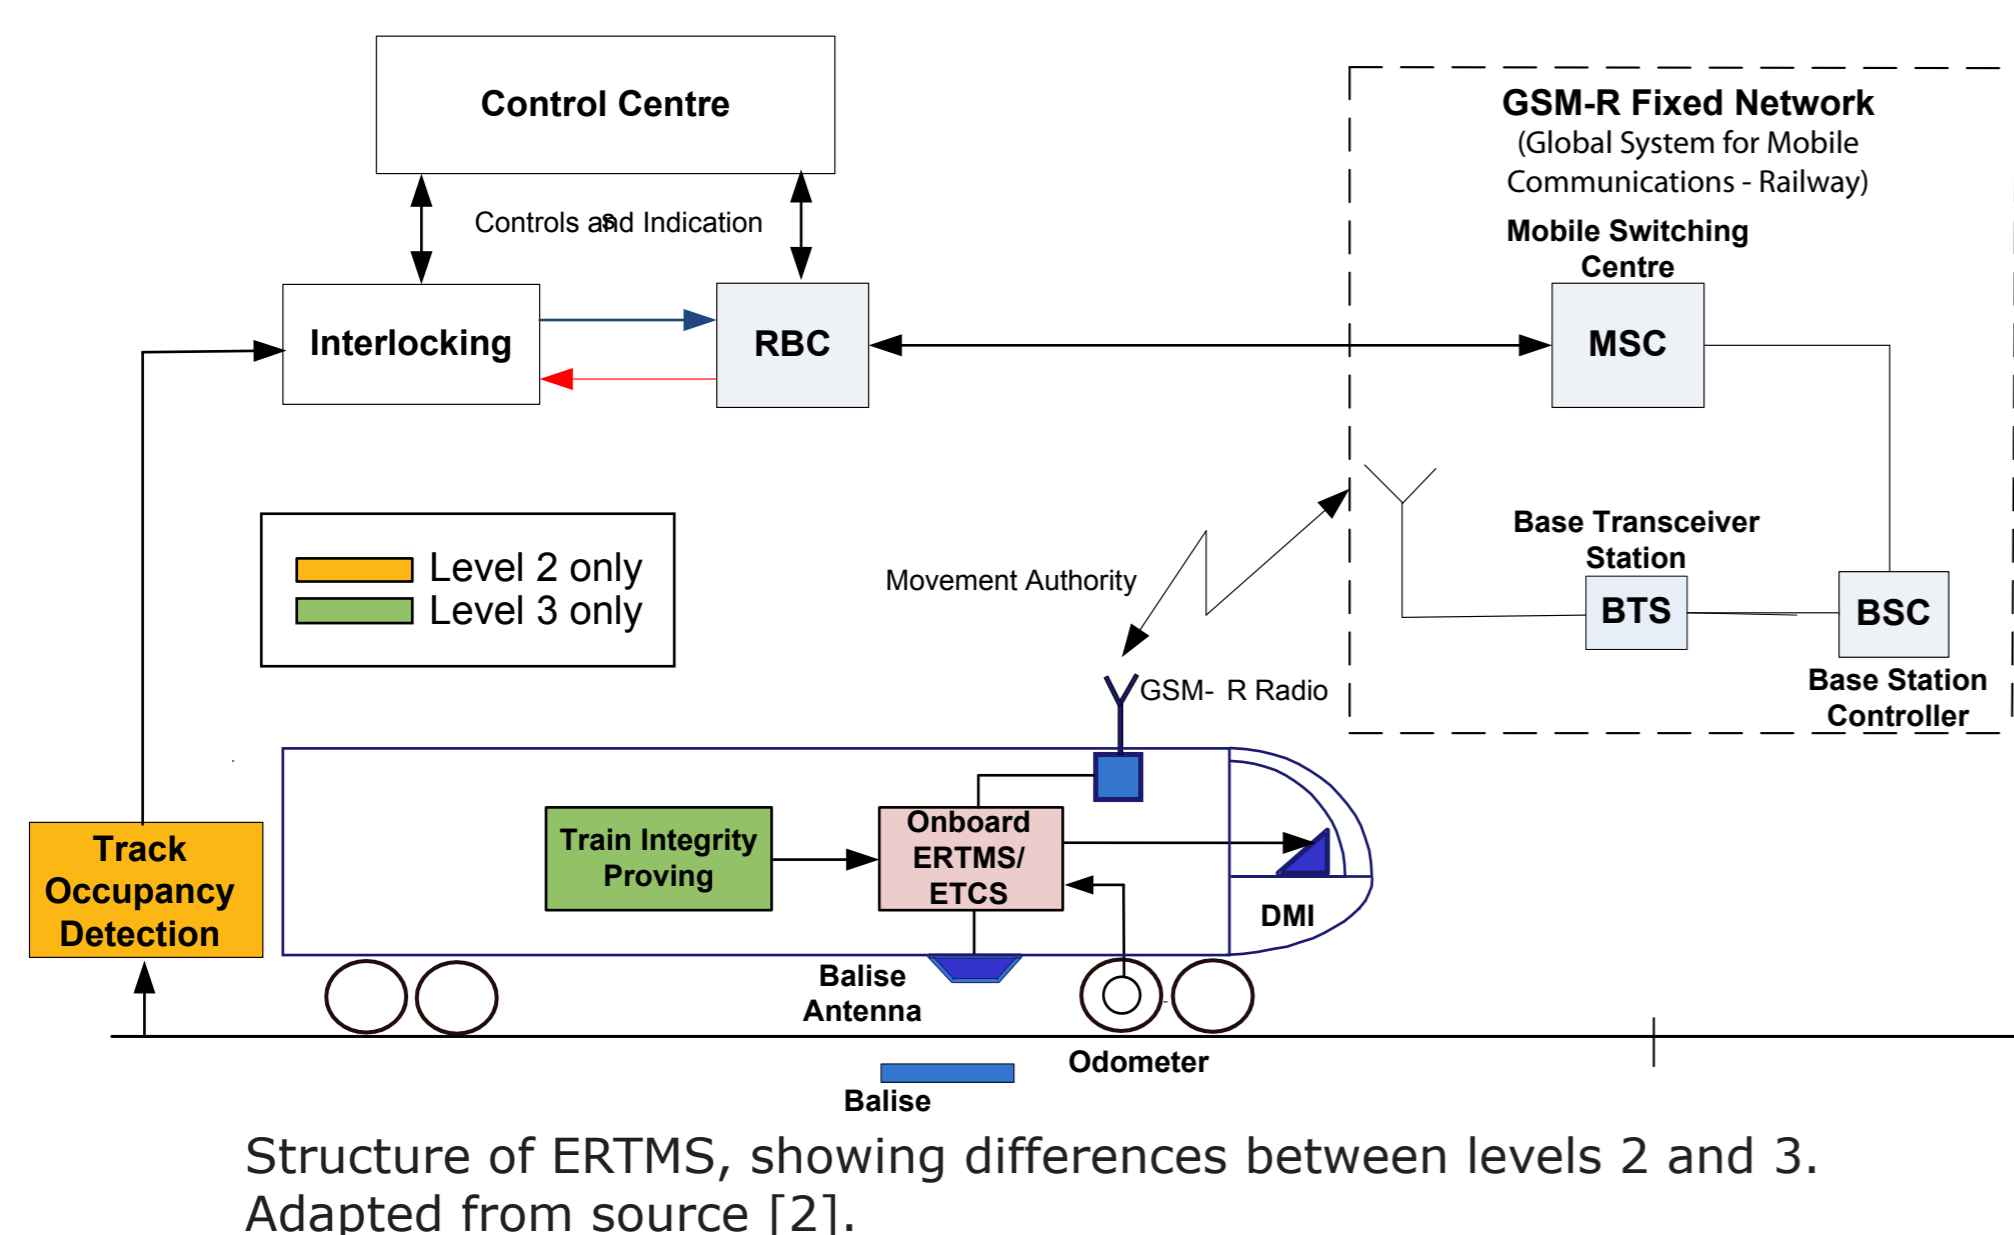 Control Centre
GSM-R Fixed Network
(Global System for Mobile
Communications - Railway)
Controls and Indications
Mobile Switching
Centre
Interlocking
RBC
MSC
Level 2 only
Level 3 only
Movement Authority
Base Transceiver
Station
BTS
BSC
Base Station
Controller
GSM- R Radio
Track
Occupancy
Detection
Train Integrity
Proving
Onboard
ERTMS/
ETCS
DMI
Balise
Antenna
Odometer
Balise
Structure of ERTMS, showing differences between levels 2 and 3.
Adapted from source [2].